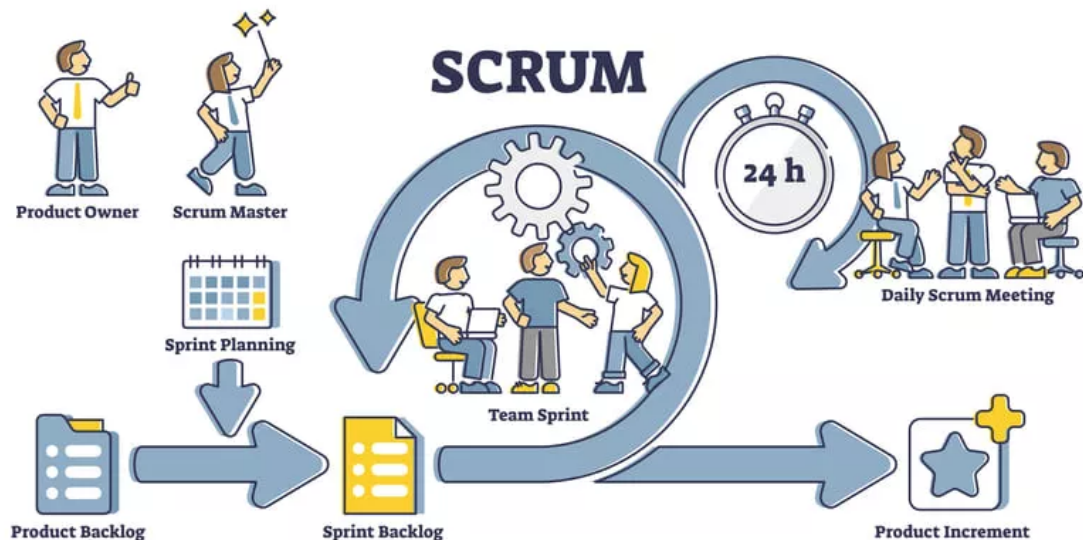 SCRUM
Product Owner
Scrum Master
24 h
Daily Scrum Meeting
Sprint Planning
Team Sprint
Product Backlog
Sprint Backlog
Product Increment